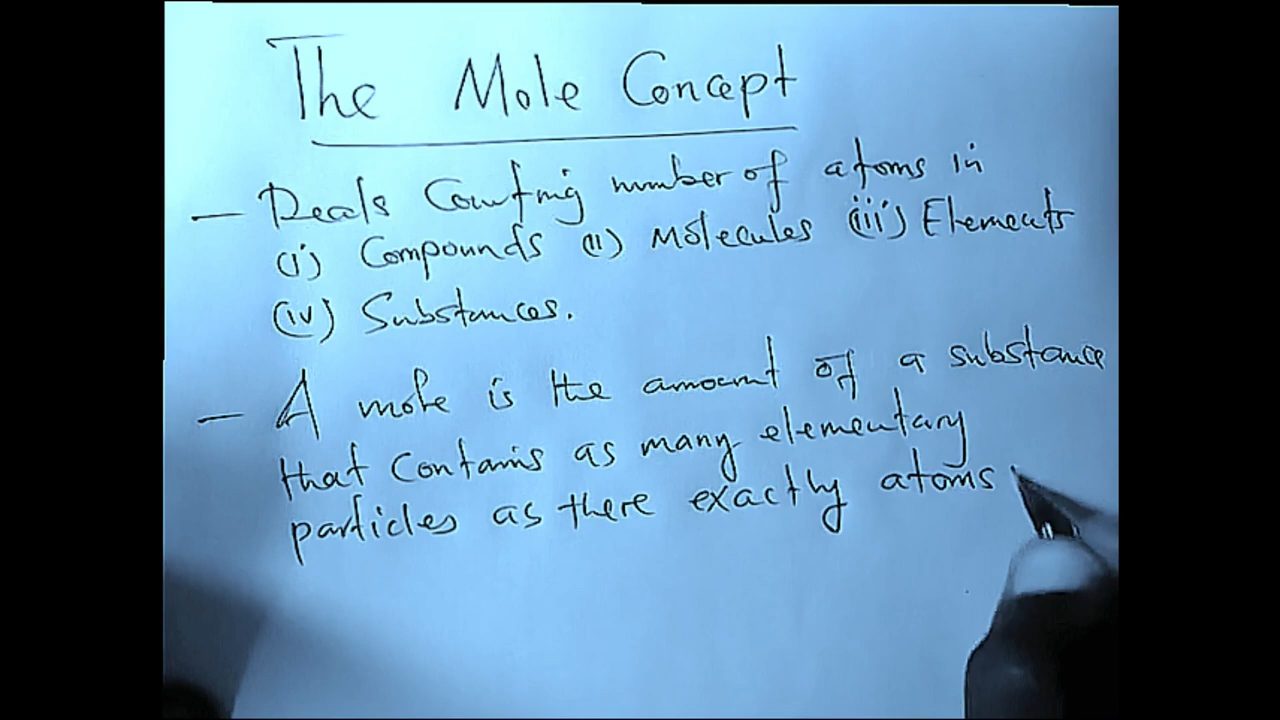 The Mole Concept
— Deals Counting number of atoms in
(i) Compounds (ii) Molecules (iii) Elements
(iv) Substances.
— A mole is the amount of a substance
that contains as many elementary
particles as there exactly atoms